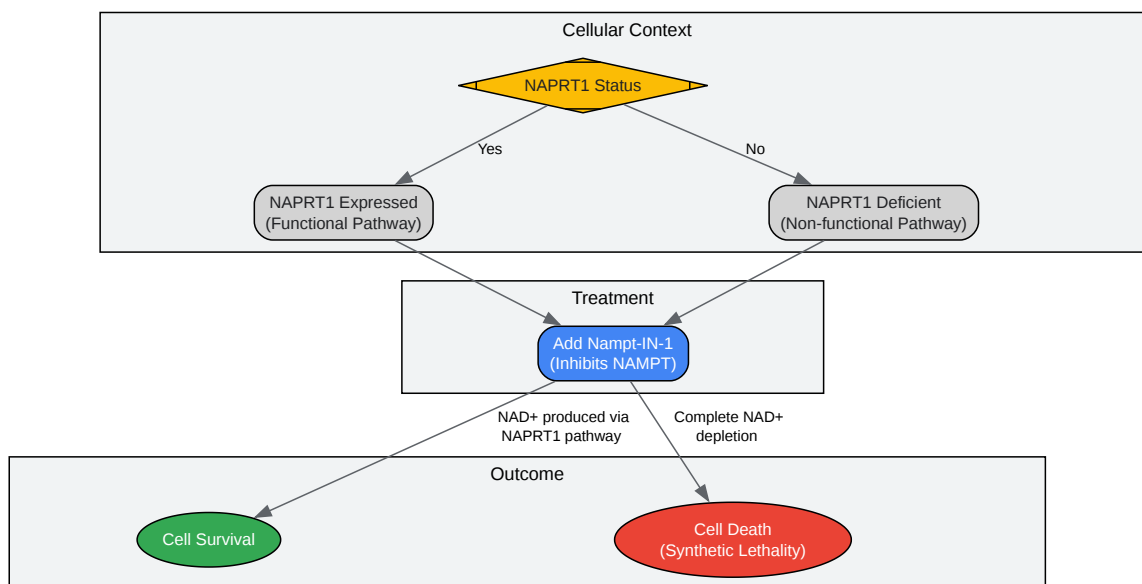 Cellular Context
NAPRT1 Status
Yes
No
NAPRT1 Expressed
(Functional Pathway)
NAPRT1 Deficient
(Non-functional Pathway)
Treatment
Add Nampt-IN-1
(Inhibits NAMPT)
NAD+ produced via
NAPRT1 pathway
Complete NAD+
depletion
Outcome
Cell Survival
Cell Death
(Synthetic Lethality)